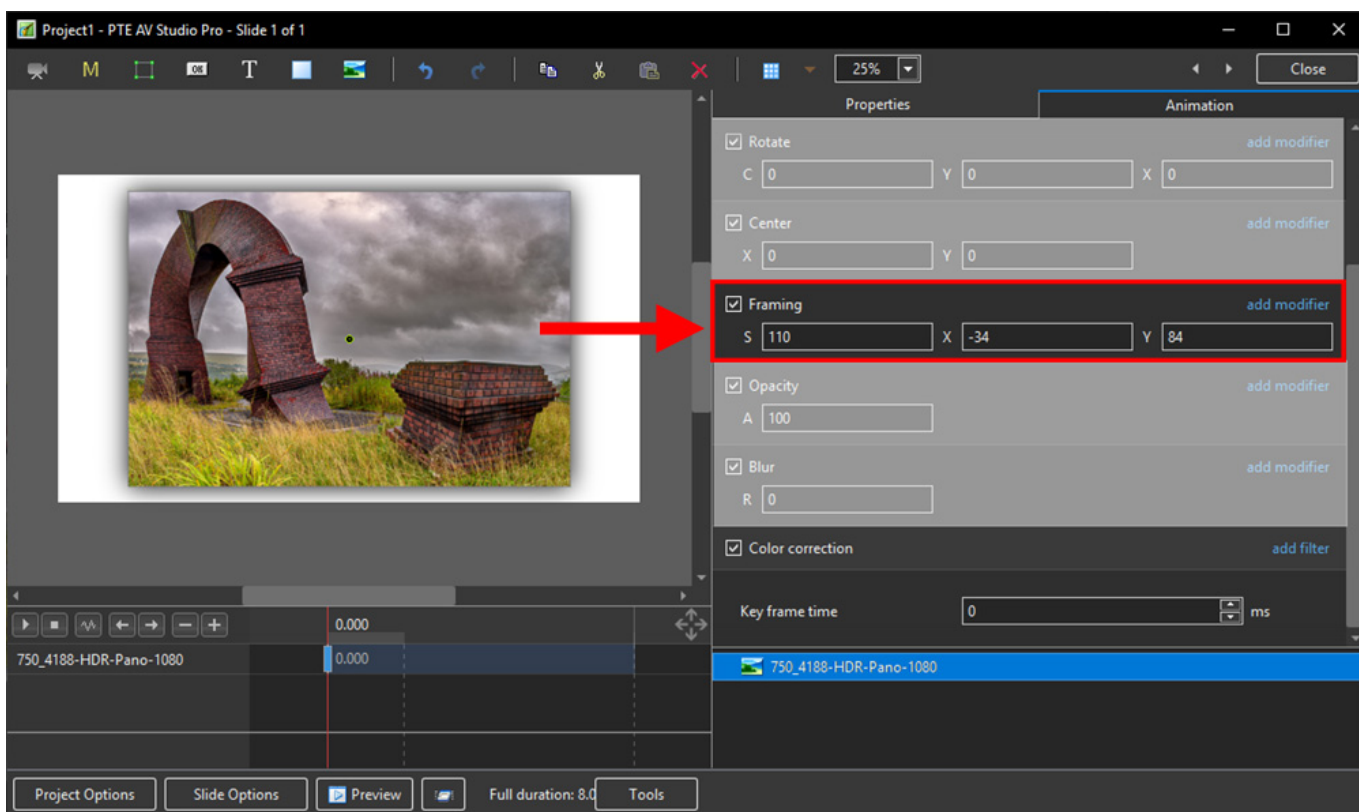 Project1 - PTE AV Studio Pro - Slide 1 of 1
M OK T 25% Close
Properties Animation
Rotate add modifier
C 0 Y 0 X 0
Center add modifier
X 0 Y 0
Framing add modifier
S 110 X -34 Y 84
Opacity add modifier
A 100
Blur add modifier
R 0
Color correction add filter
Key frame time 0 ms
0.000
750_4188-HDR-Pano-1080 0.000
750_4188-HDR-Pano-1080
Project Options Slide Options Preview Full duration: 8.0 Tools